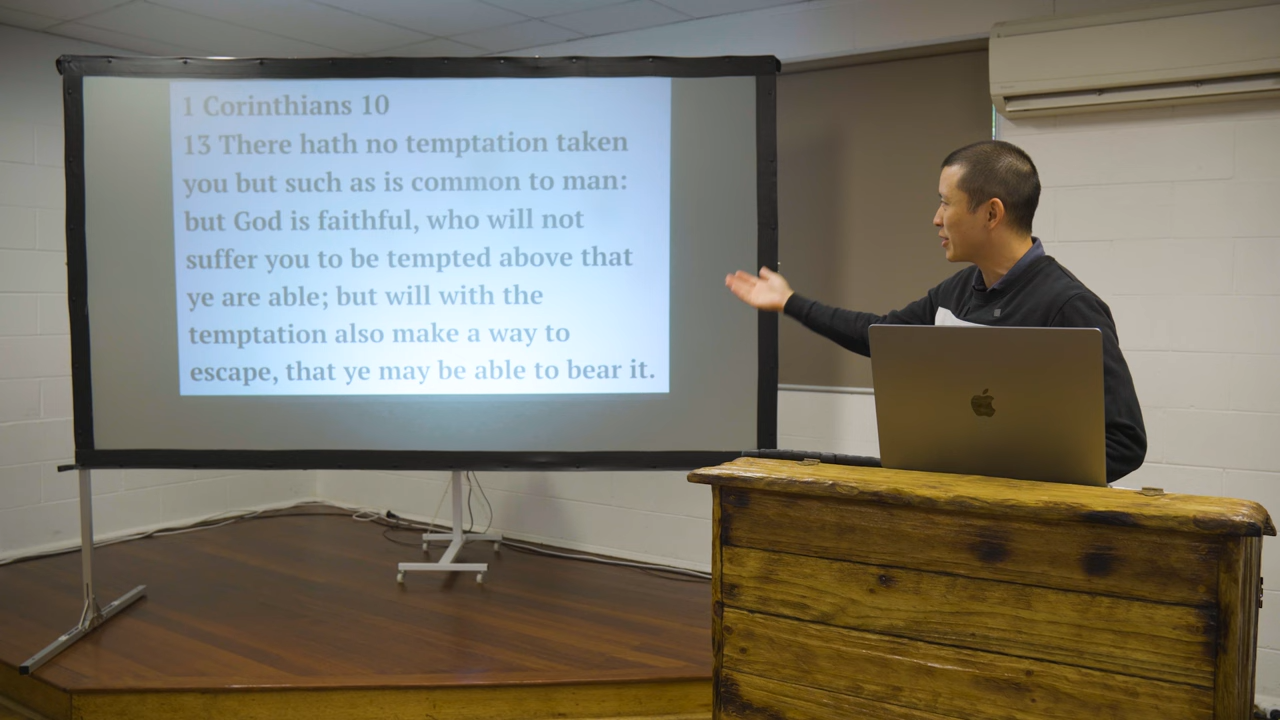 1 Corinthians 10
13 There hath no temptation taken
you but such as is common to man:
but God is faithful, who will not
suffer you to be tempted above that
ye are able; but will with the
temptation also make a way to
escape, that ye may be able to bear it.